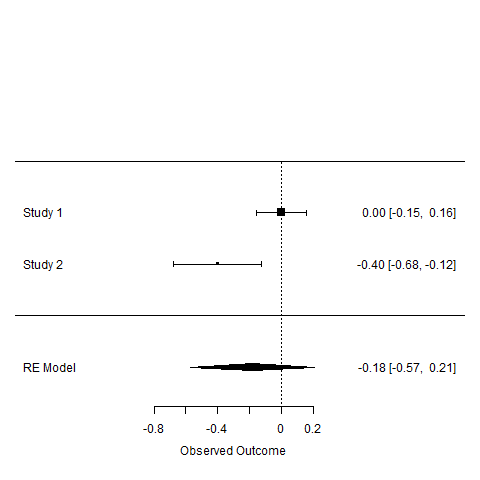 Study 1 0.00 [-0.15, 0.16]
Study 2 -0.40 [-0.68, -0.12]
RE Model -0.18 [-0.57, 0.21]
-0.8 -0.4 0 0.2
Observed Outcome